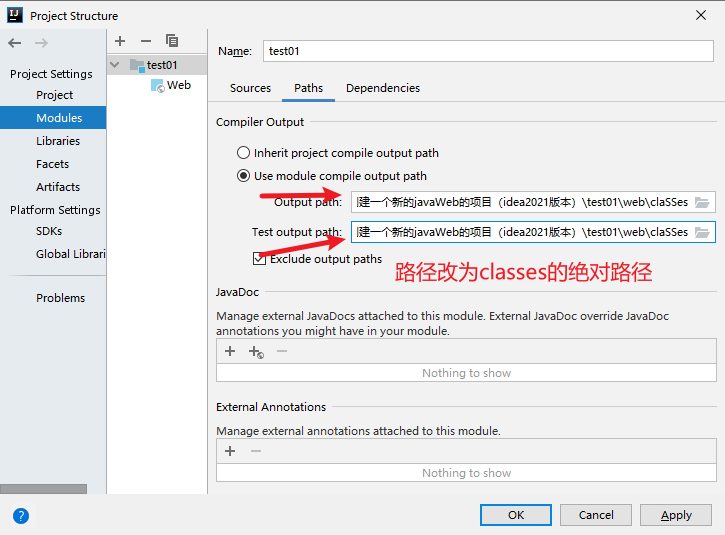 Project Structure
Project Settings
Project
Modules
Libraries
Facets
Artifacts
Platform Settings
SDKs
Global Librari
Problems
test01
Web
Name: test01
Sources Paths Dependencies
Compiler Output
Inherit project compile output path
Use module compile output path
Output path: 建一个新的javaWeb的项目（idea2021版本）\test01\web\claSSes
Test output path: 建一个新的javaWeb的项目（idea2021版本）\test01\web\claSSes
Exclude output paths
路径改为classes的绝对路径
JavaDoc
Manage external JavaDocs attached to this module. External JavaDoc override JavaDoc
annotations you might have in your module.
Nothing to show
External Annotations
Manage external annotations attached to this module.
Nothing to show
OK Cancel Apply